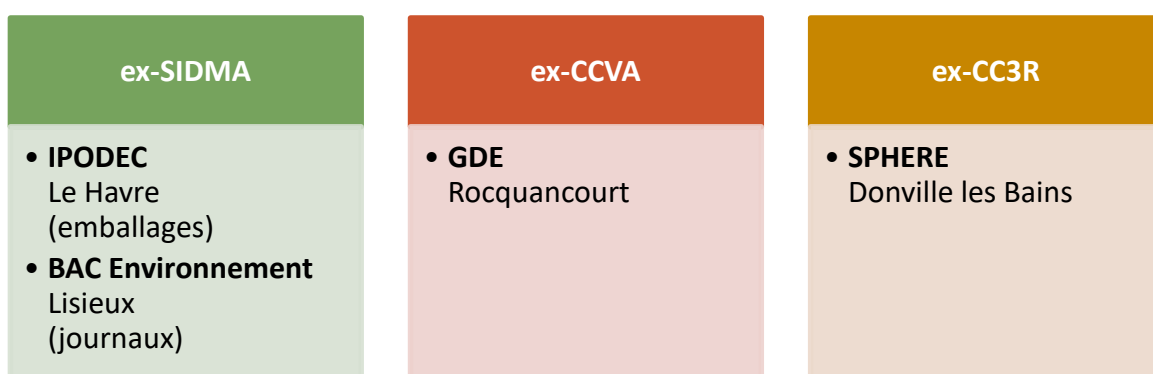 ex-SIDMA
• IPODEC
Le Havre
(emballages)
• BAC Environnement
Lisieux
(journaux)
ex-CCVA
• GDE
Rocquancourt
ex-CC3R
• SPHERE
Donville les Bains